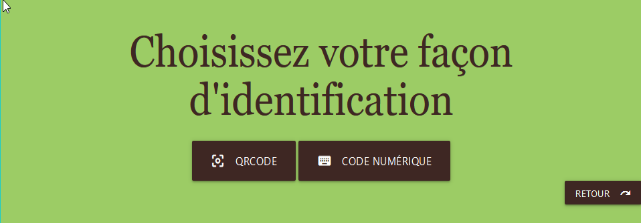 Choisissez votre façon
d'identification
QRCODE CODE NUMÉRIQUE
RETOUR